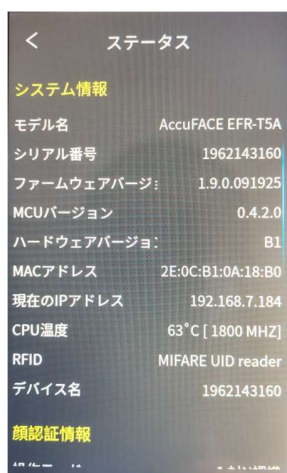 < ステータス
システム情報
モデル名 AccuFACE EFR-T5A
シリアル番号 1962143160
ファームウェアバージ: 1.9.0.091925
MCUバージョン 0.4.2.0
ハードウェアバージョ: B1
MACアドレス 2E:0C:B1:0A:18:B0
現在のIPアドレス 192.168.7.184
CPU温度 63°C [ 1800 MHZ]
RFID MIFARE UID reader
デバイス名 1962143160
顔認証情報